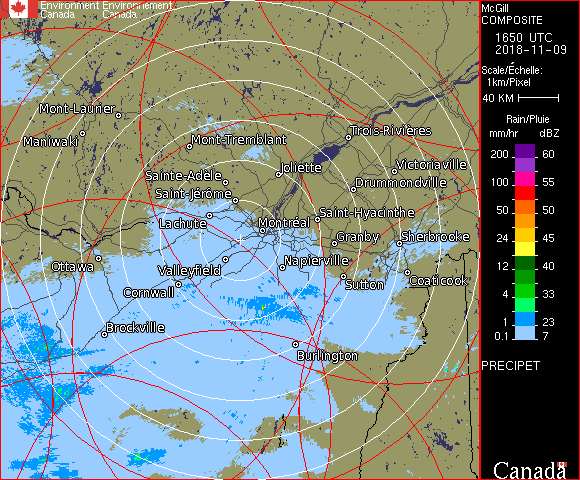 Environment Environnement
Canada Canada
McGill
COMPOSITE
1650 UTC
2018-11-09
Scale/Échelle:
1km/Pixel
40 KM
Rain/Pluie
mm/hr dBZ
200 60
100 55
75 55
50 50
24 45
12 40
4 33
1 23
0.1 7
PRECIPET
Canada
Mont-Laurier
Maniwaki
Mont-Tremblant
Trois-Rivières
Sainte-Adèle
Joliette
Victoriaville
Saint-Jérôme
Drummondville
Lachute
Montréal
Saint-Hyacinthe
Granby
Sherbrooke
Ottawa
Valleyfield
Napierville
Cornwall
Sutton
Coaticook
Brockville
Burlington